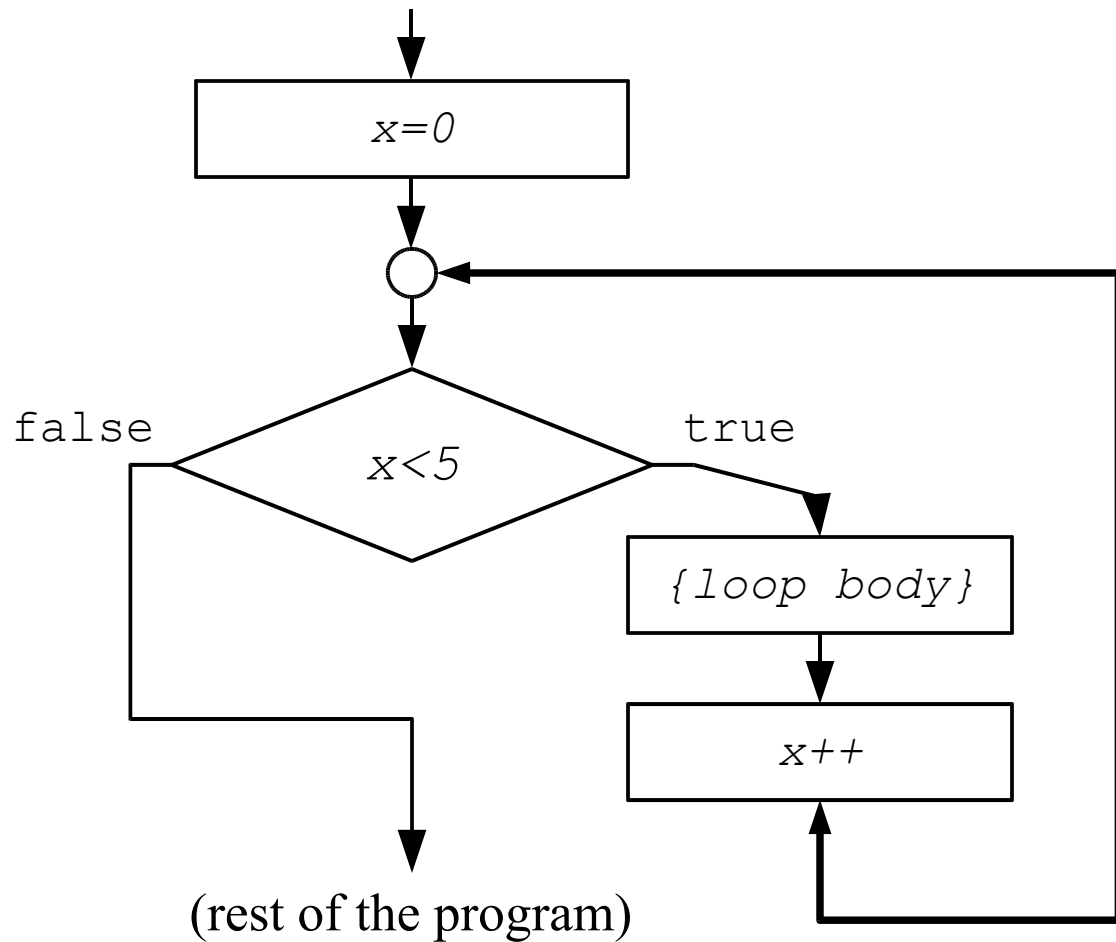 x=0
false
true
x<5
{loop body}
x++
(rest of the program)